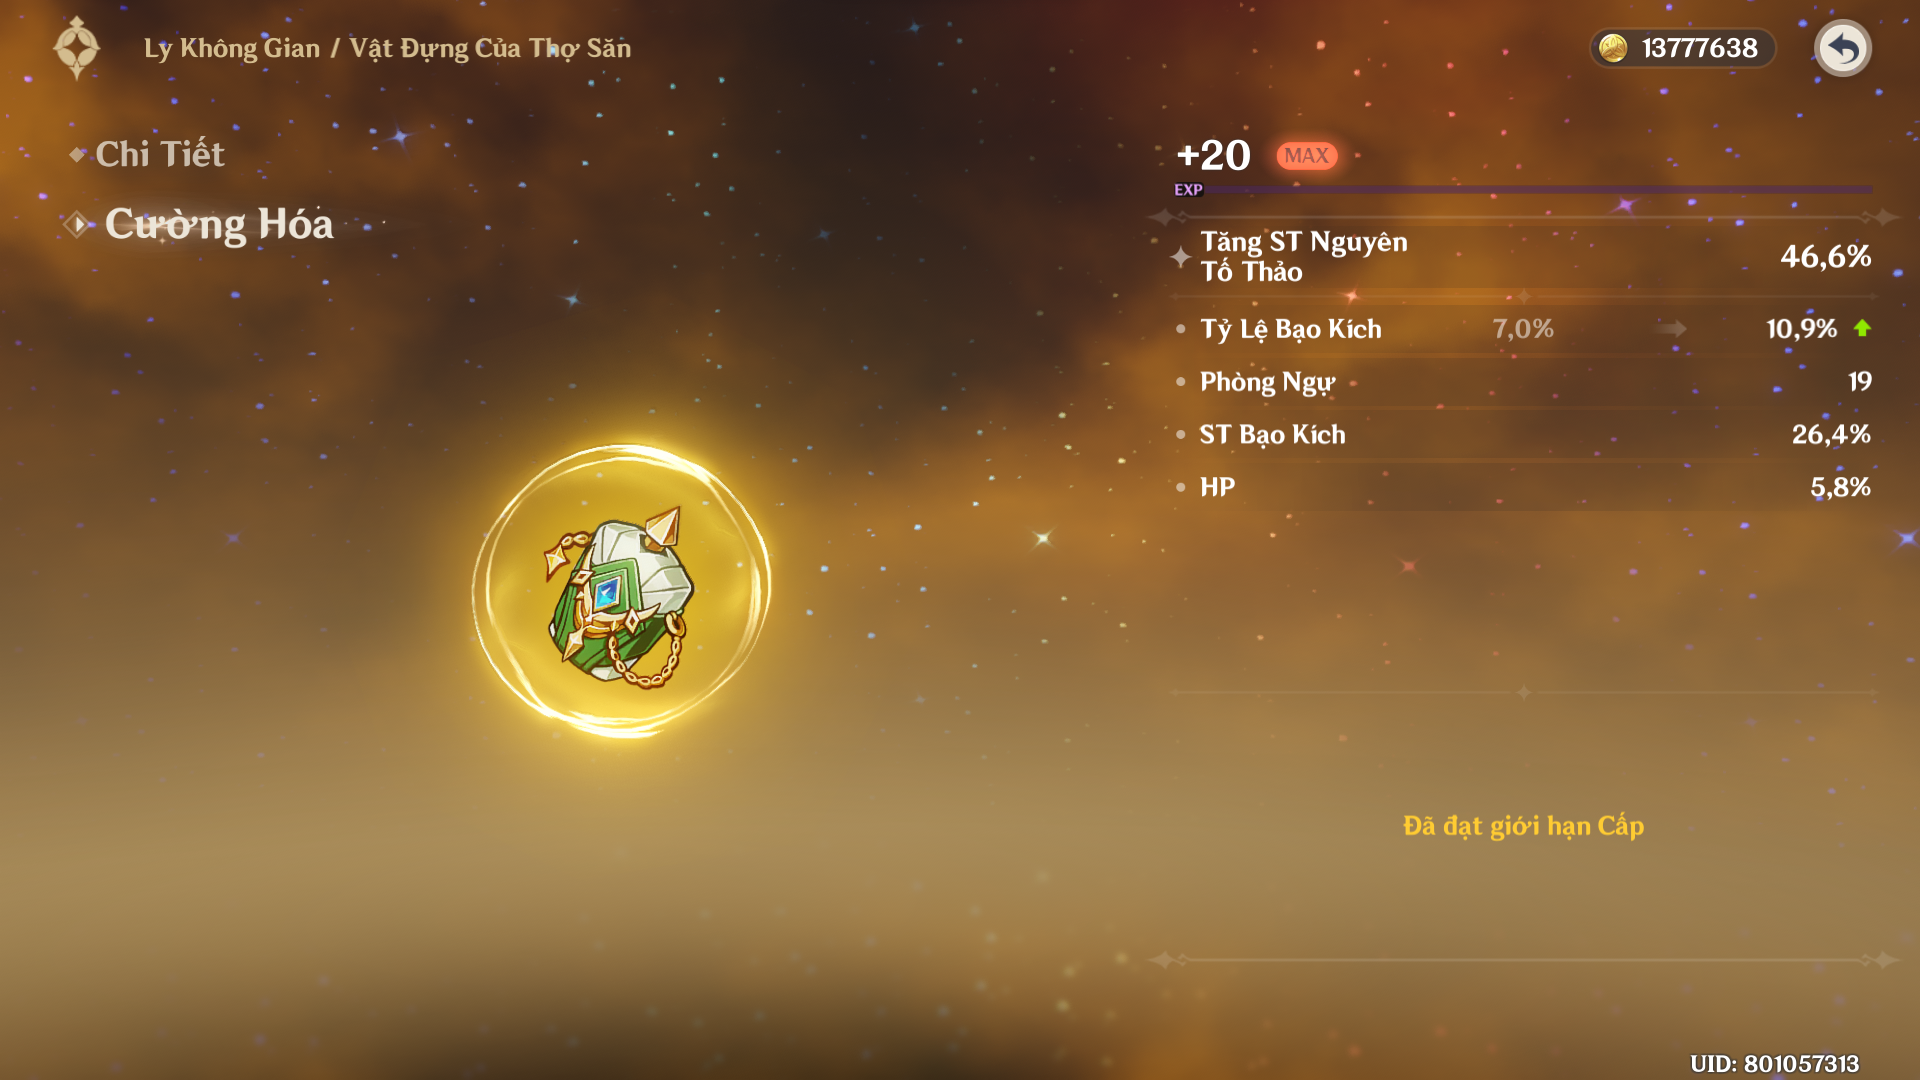 Ly Không Gian / Vật Đựng Của Thợ Săn
13777638
Chi Tiết
Cường Hóa
+20 MAX
EXP
Tăng ST Nguyên
Tố Thảo
46,6%
Tỷ Lệ Bạo Kích 7,0% 10,9%
Phòng Ngự 19
ST Bạo Kích 26,4%
HP 5,8%
Đã đạt giới hạn Cấp
UID: 801057313